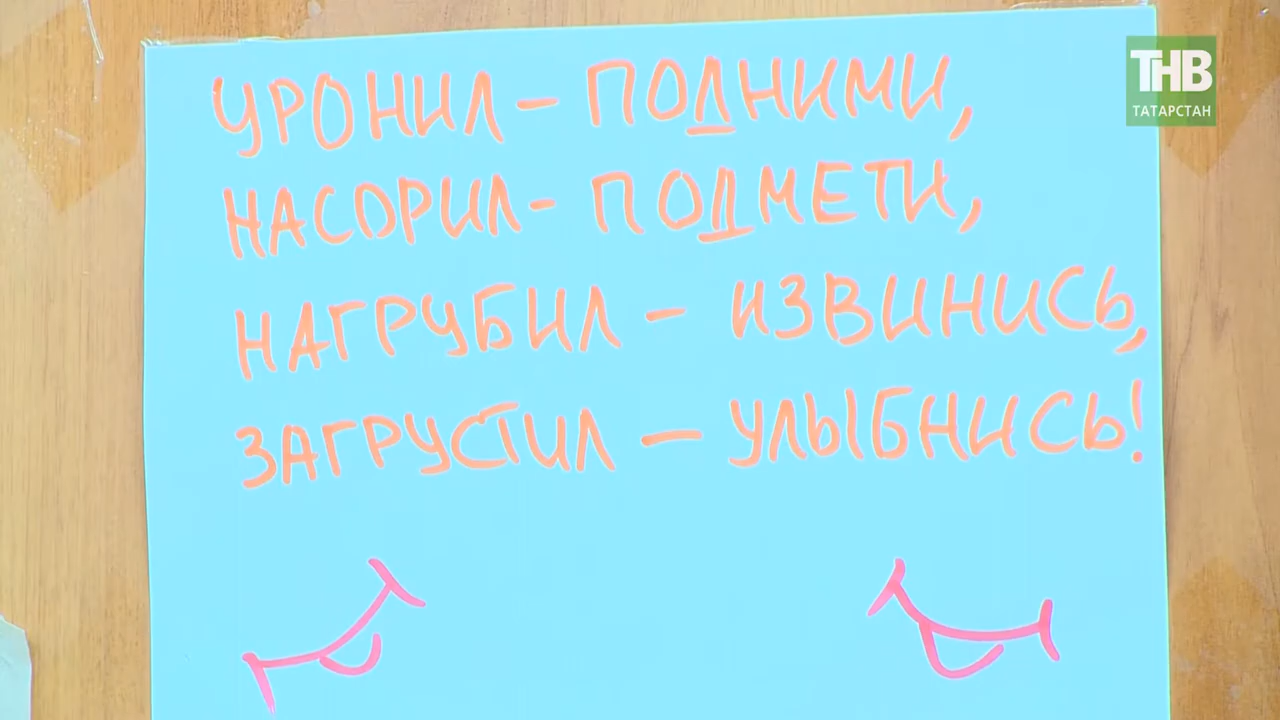 УРОНИЛ – ПОДНИМИ,
НАСОРИЛ - ПОДМЕТИ,
НАГРУБИЛ – ИЗВИНИСЬ,
ЗАГРУСТИЛ – УЛЫБНИСЬ!
ТНВ
ТАТАРСТАН